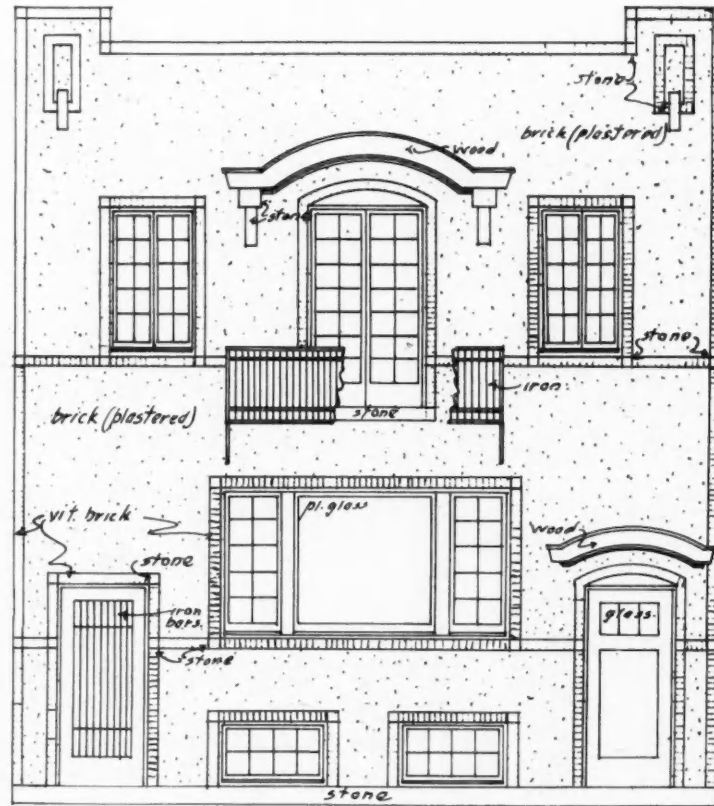 stone
brick (plastered)
wood
stone
stone
iron
stone
brick (plastered)
pl. glass
vit. brick
wood
stone
iron
bars.
glass.
stone
stone